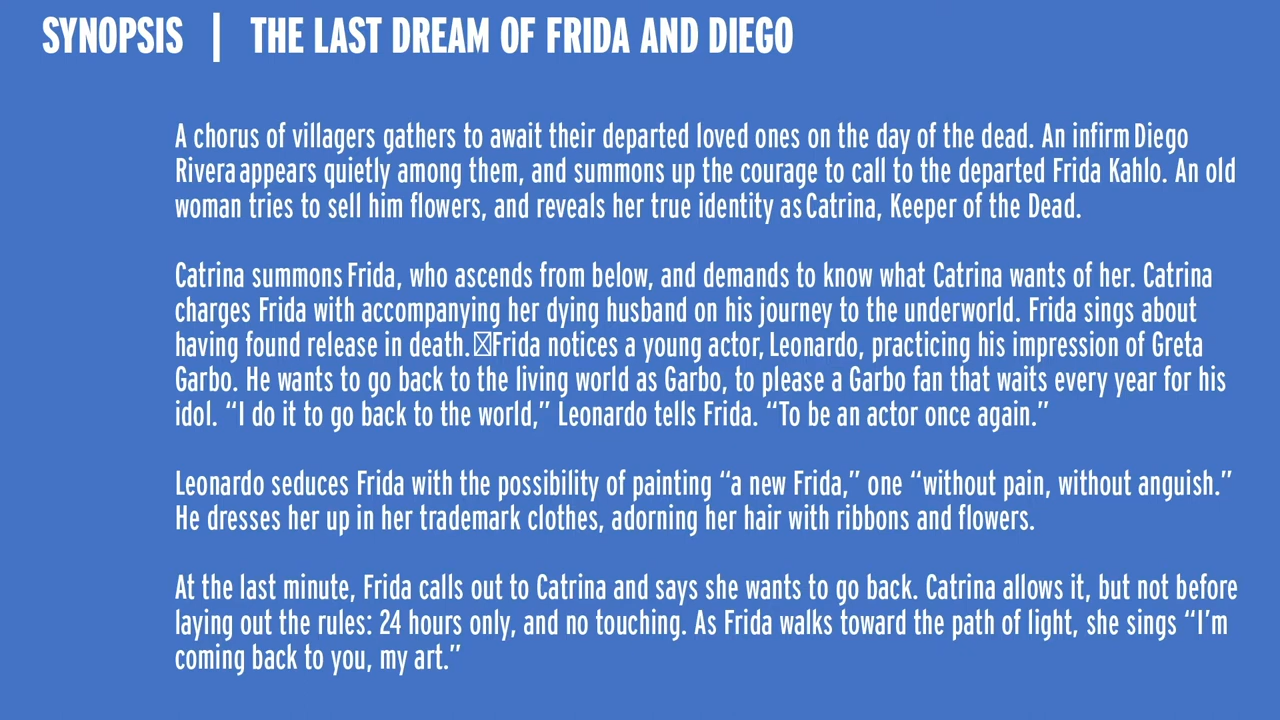 SYNOPSIS | THE LAST DREAM OF FRIDA AND DIEGO
A chorus of villagers gathers to await their departed loved ones on the day of the dead. An infirm Diego
Rivera appears quietly among them, and summons up the courage to call to the departed Frida Kahlo. An old
woman tries to sell him flowers, and reveals her true identity as Catrina, Keeper of the Dead.
Catrina summons Frida, who ascends from below, and demands to know what Catrina wants of her. Catrina
charges Frida with accompanying her dying husband on his journey to the underworld. Frida sings about
having found release in death. Frida notices a young actor, Leonardo, practicing his impression of Greta
Garbo. He wants to go back to the living world as Garbo, to please a Garbo fan that waits every year for his
idol. “I do it to go back to the world,” Leonardo tells Frida. “To be an actor once again.”
Leonardo seduces Frida with the possibility of painting “a new Frida,” one “without pain, without anguish.”
He dresses her up in her trademark clothes, adorning her hair with ribbons and flowers.
At the last minute, Frida calls out to Catrina and says she wants to go back. Catrina allows it, but not before
laying out the rules: 24 hours only, and no touching. As Frida walks toward the path of light, she sings “I’m
coming back to you, my art.”